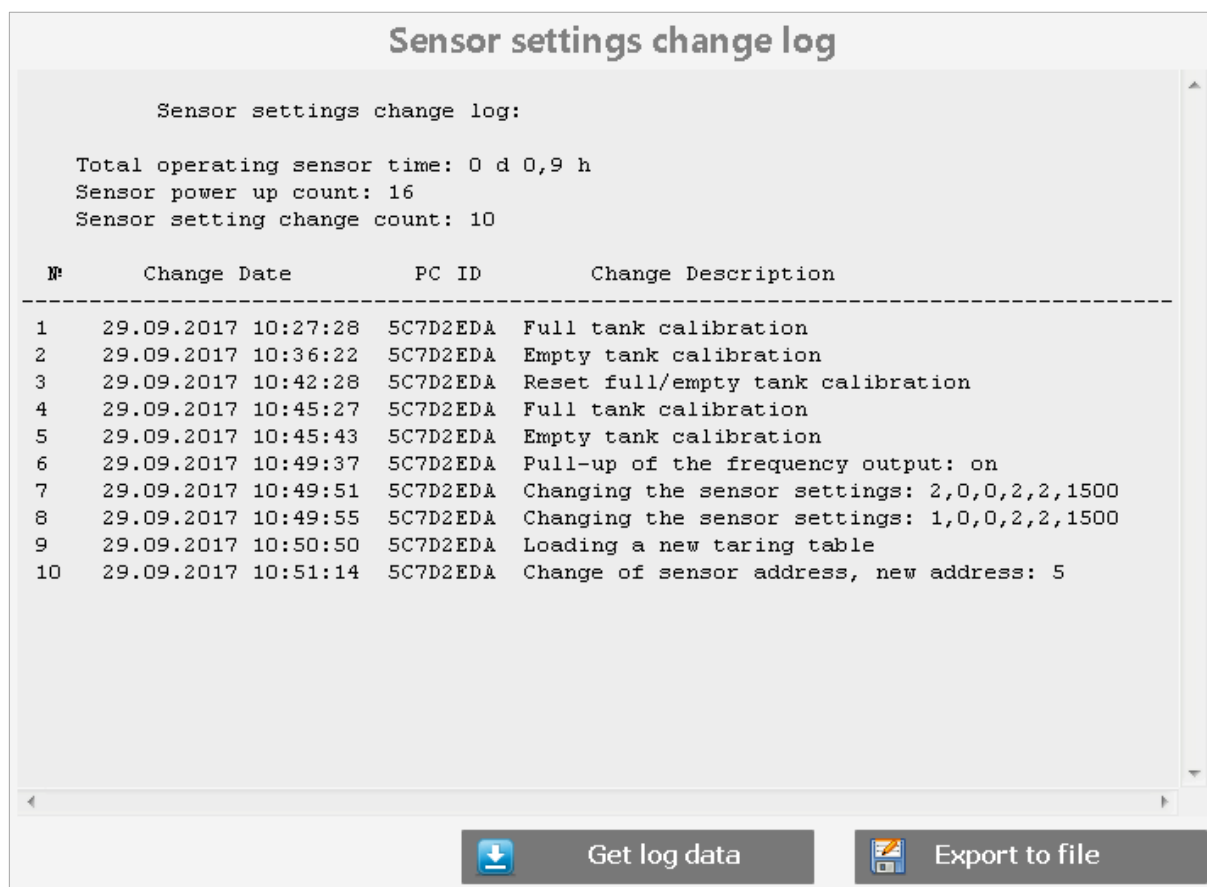 Sensor settings change log
Sensor settings change log:
Total operating sensor time: 0 d 0,9 h
Sensor power up count: 16
Sensor setting change count: 10
№ Change Date PC ID Change Description
--------------------------------------------------------------------------------------
1 29.09.2017 10:27:28 5C7D2EDA Full tank calibration
2 29.09.2017 10:36:22 5C7D2EDA Empty tank calibration
3 29.09.2017 10:42:28 5C7D2EDA Reset full/empty tank calibration
4 29.09.2017 10:45:27 5C7D2EDA Full tank calibration
5 29.09.2017 10:45:43 5C7D2EDA Empty tank calibration
6 29.09.2017 10:49:37 5C7D2EDA Pull-up of the frequency output: on
7 29.09.2017 10:49:51 5C7D2EDA Changing the sensor settings: 2,0,0,2,2,1500
8 29.09.2017 10:49:55 5C7D2EDA Changing the sensor settings: 1,0,0,2,2,1500
9 29.09.2017 10:50:50 5C7D2EDA Loading a new taring table
10 29.09.2017 10:51:14 5C7D2EDA Change of sensor address, new address: 5
Get log data Export to file